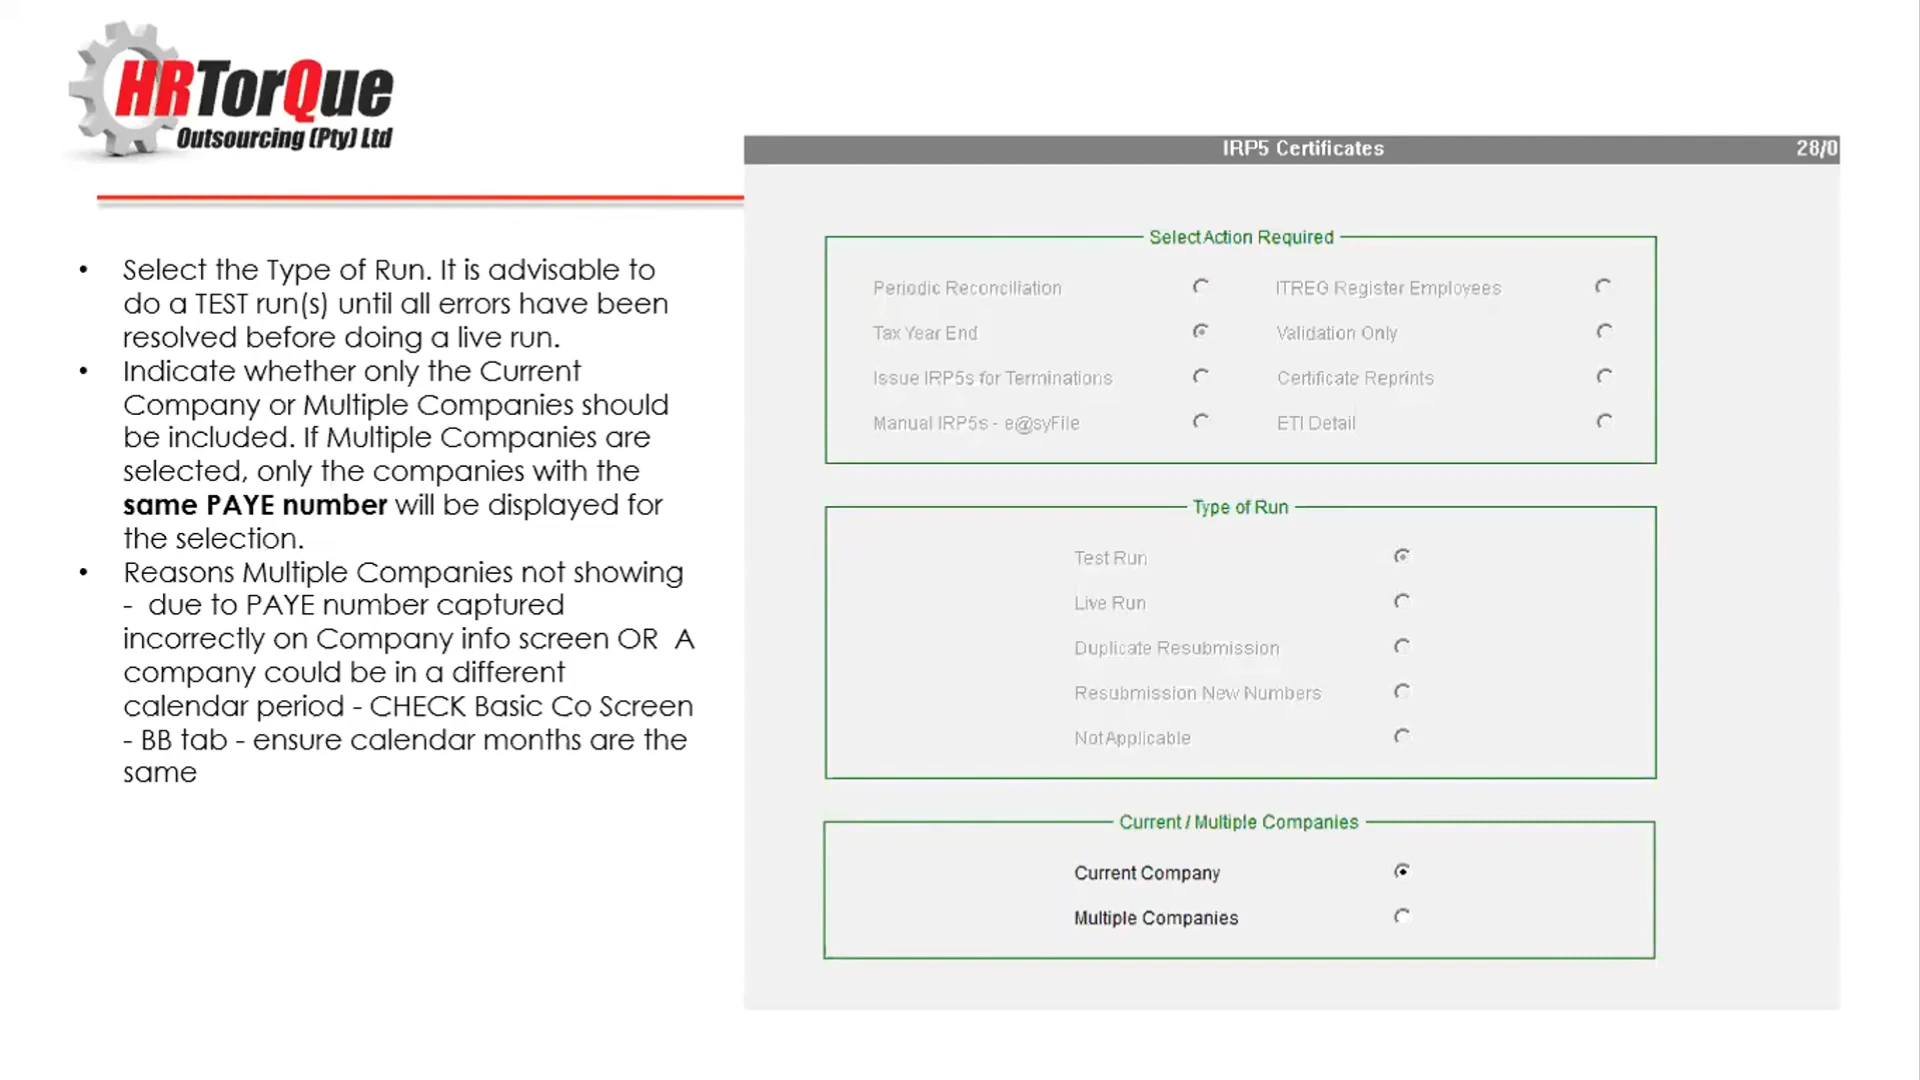 HRTorQue
Outsourcing (Pty) Ltd
• Select the Type of Run. It is advisable to
do a TEST run(s) until all errors have been
resolved before doing a live run.
• Indicate whether only the Current
Company or Multiple Companies should
be included. If Multiple Companies are
selected, only the companies with the
same PAYE number will be displayed for
the selection.
• Reasons Multiple Companies not showing
- due to PAYE number captured
incorrectly on Company info screen OR A
company could be in a different
calendar period - CHECK Basic Co Screen
- BB tab - ensure calendar months are the
same
IRP5 Certificates 28/0
Select Action Required
Periodic Reconciliation ITREG Register Employees
Tax Year End Validation Only
Issue IRP5s for Terminations Certificate Reprints
Manual IRP5s - e@syFile ETI Detail
Type of Run
Test Run
Live Run
Duplicate Resubmission
Resubmission New Numbers
Not Applicable
Current / Multiple Companies
Current Company
Multiple Companies